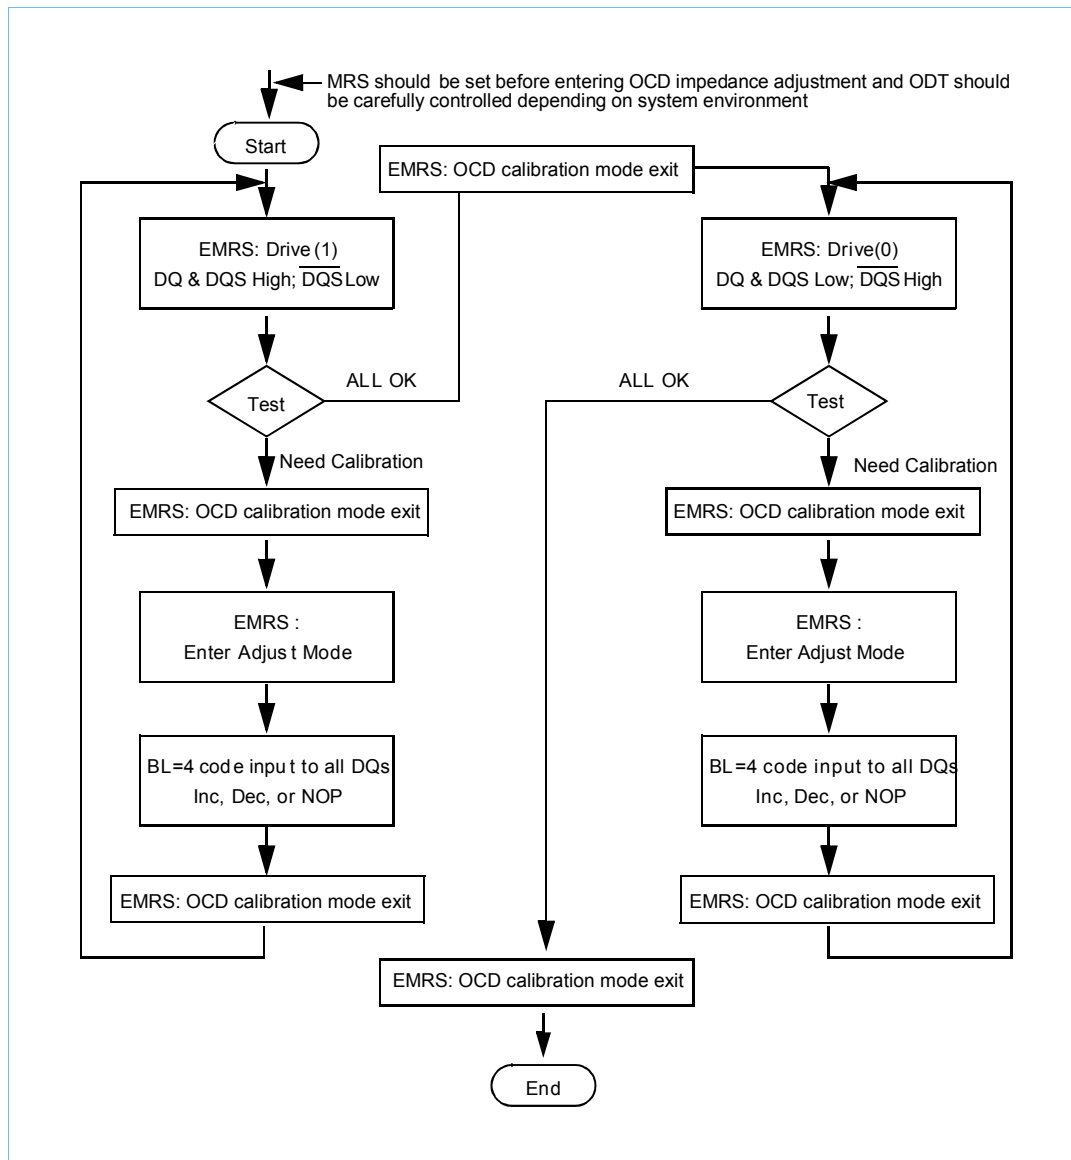 MRS should be set before entering OCD impedance adjustment and ODT should
be carefully controlled depending on system environment
Start
EMRS: OCD calibration mode exit
EMRS: Drive (1)
DQ & DQS High; D̅Q̅S̅ Low
Test
ALL OK
Need Calibration
EMRS: OCD calibration mode exit
EMRS :
Enter Adjust Mode
BL=4 code input to all DQs
Inc, Dec, or NOP
EMRS: OCD calibration mode exit
EMRS: Drive(0)
DQ & DQS Low; D̅Q̅S̅ High
Test
ALL OK
Need Calibration
EMRS: OCD calibration mode exit
EMRS :
Enter Adjust Mode
BL=4 code input to all DQs
Inc, Dec, or NOP
EMRS: OCD calibration mode exit
EMRS: OCD calibration mode exit
End